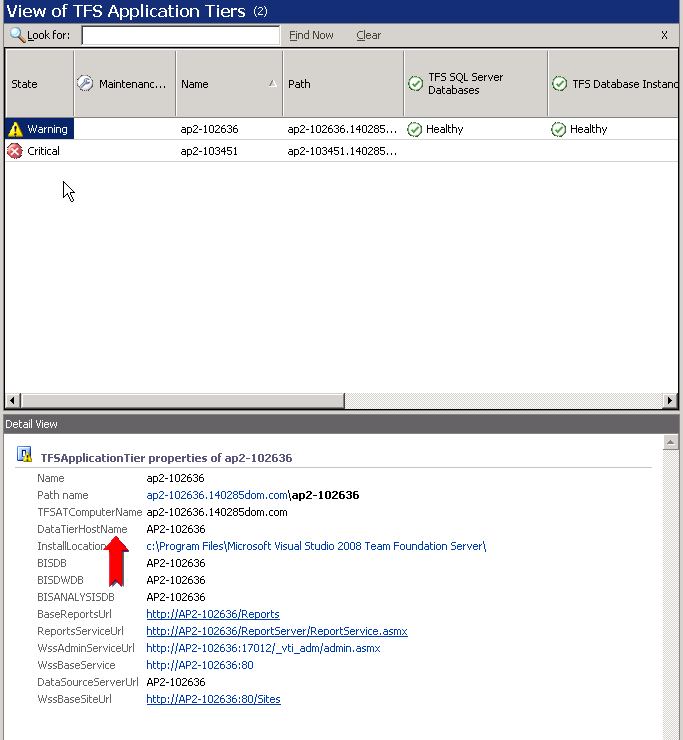 View of TFS Application Tiers (2)
Look for: Find Now Clear X
State Maintenanc... Name Path TFS SQL Server Databases TFS Database Instanc
Warning ap2-102636 ap2-102636.140285... Healthy Healthy
Critical ap2-103451 ap2-103451.140285...
Detail View
TFSApplicationTier properties of ap2-102636
Name ap2-102636
Path name ap2-102636.140285dom.com\ap2-102636
TFSATComputerName ap2-102636.140285dom.com
DataTierHostName AP2-102636
InstallLocation c:\Program Files\Microsoft Visual Studio 2008 Team Foundation Server\
BISDB AP2-102636
BISDWDB AP2-102636
BISANALYSISDB AP2-102636
BaseReportsUrl http://AP2-102636/Reports
ReportsServiceUrl http://AP2-102636/ReportServer/ReportService.asmx
WssAdminServiceUrl http://AP2-102636:17012/_vti_adm/admin.asmx
WssBaseService http://AP2-102636:80
DataSourceServerUrl AP2-102636
WssBaseSiteUrl http://AP2-102636:80/Sites